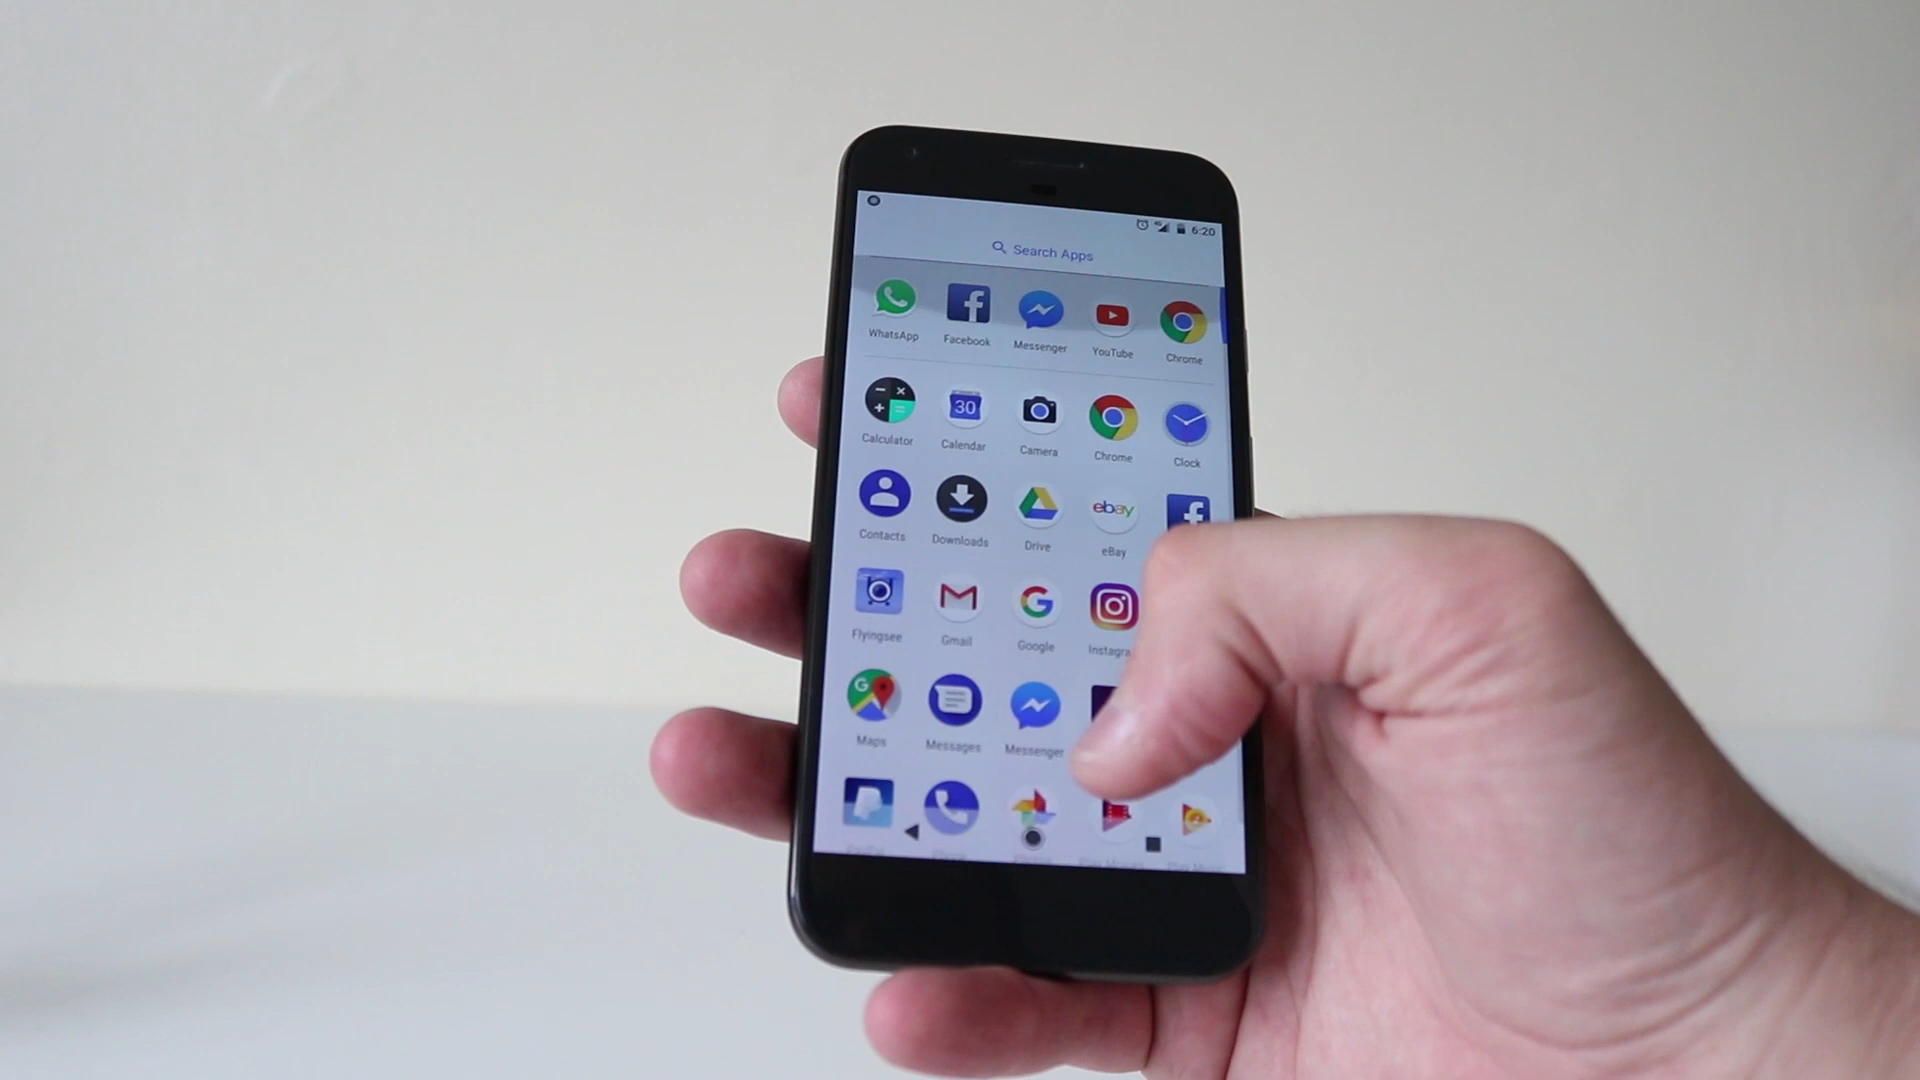 6:20
Search Apps
WhatsApp Facebook Messenger YouTube Chrome
30
Calculator Calendar Camera Chrome Clock
ebay
Contacts Downloads Drive eBay
Flyingsee Gmail Google Instagra
Maps Messages Messenger